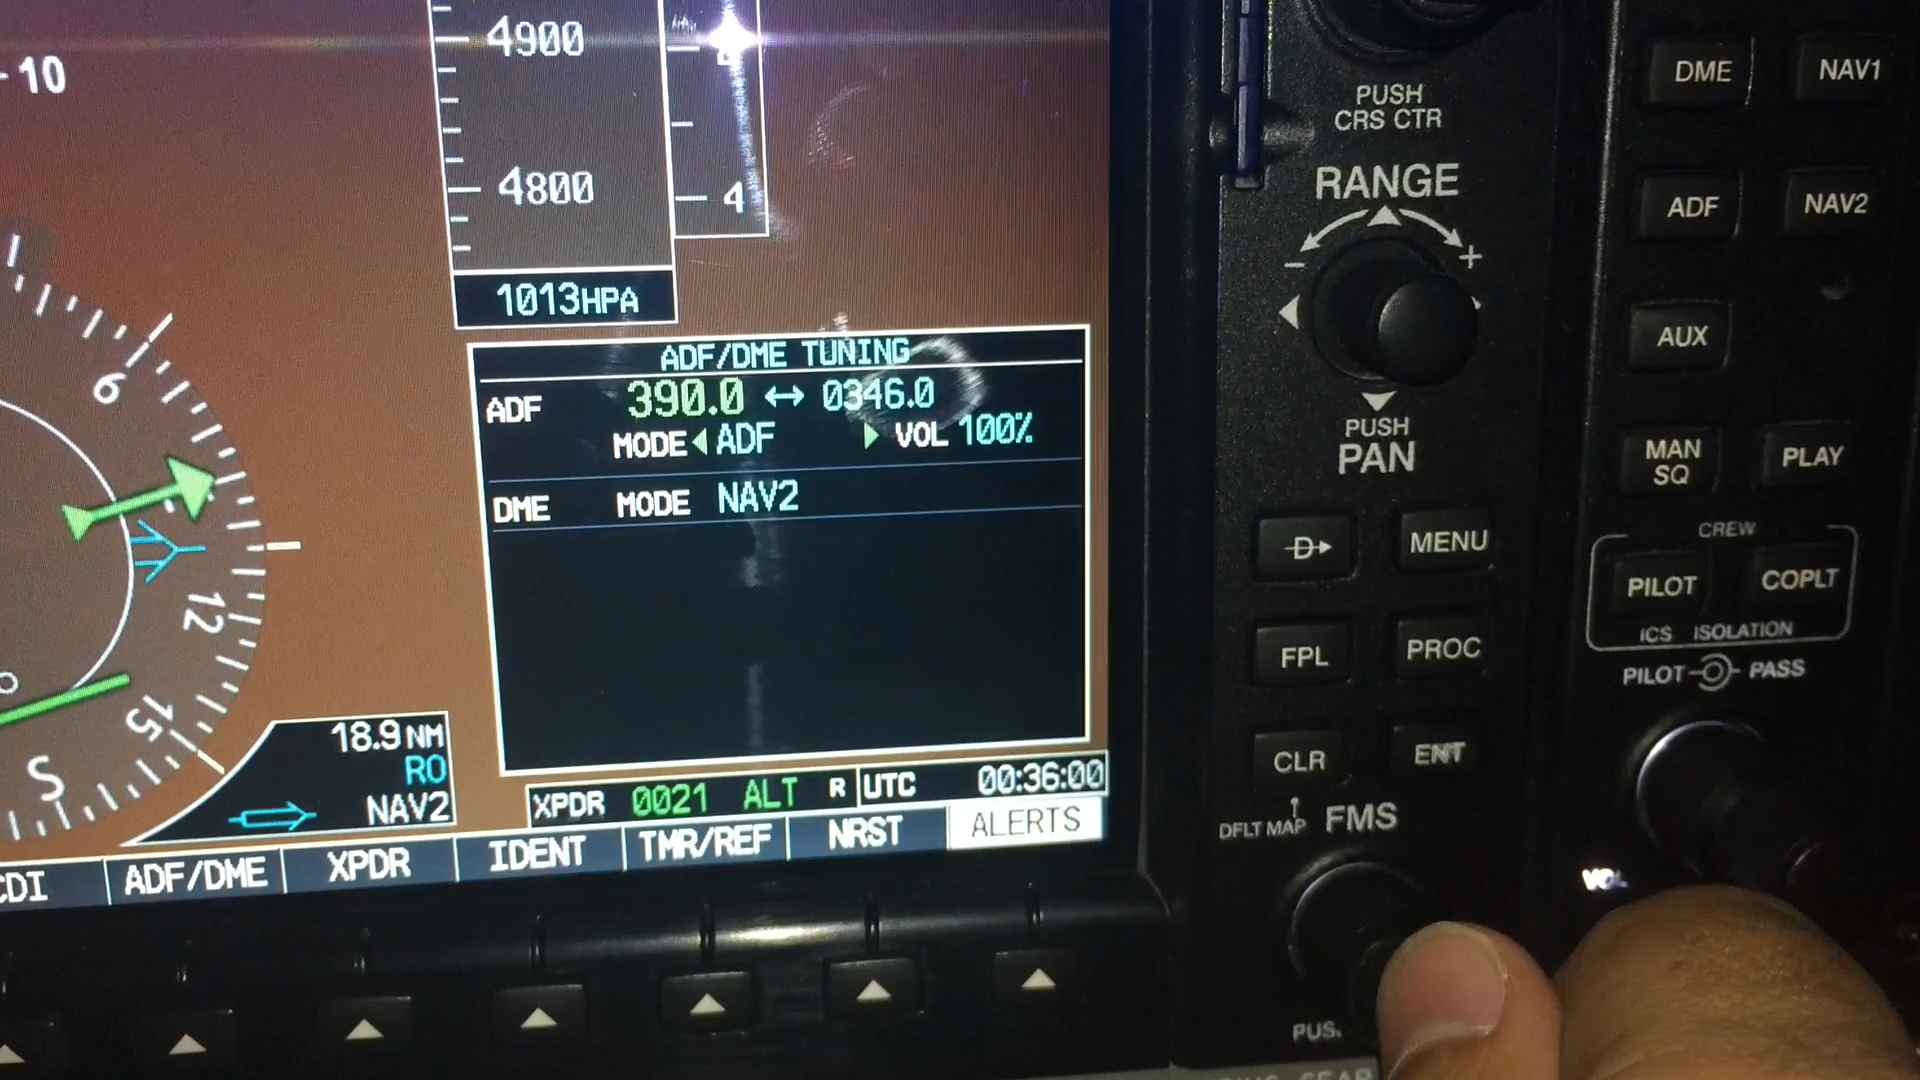 10
4900
4800
4
1013HPA
6
12
15
S
ADF/DME TUNING
ADF 390.0 ↔ 0346.0
MODE ADF VOL 100%
DME MODE NAV2
18.9NM
RO
NAV2
XPDR 0021 ALT R UTC 00:36:00
CDI ADF/DME XPDR IDENT TMR/REF NRST ALERTS
PUSH
CRS CTR
RANGE
- +
PUSH
PAN
D MENU
FPL PROC
CLR ENT
DFLT MAP FMS
DME NAV1
ADF NAV2
AUX
MAN
SQ
PLAY
CREW
PILOT COPLT
ICS ISOLATION
PILOT PASS
VOL